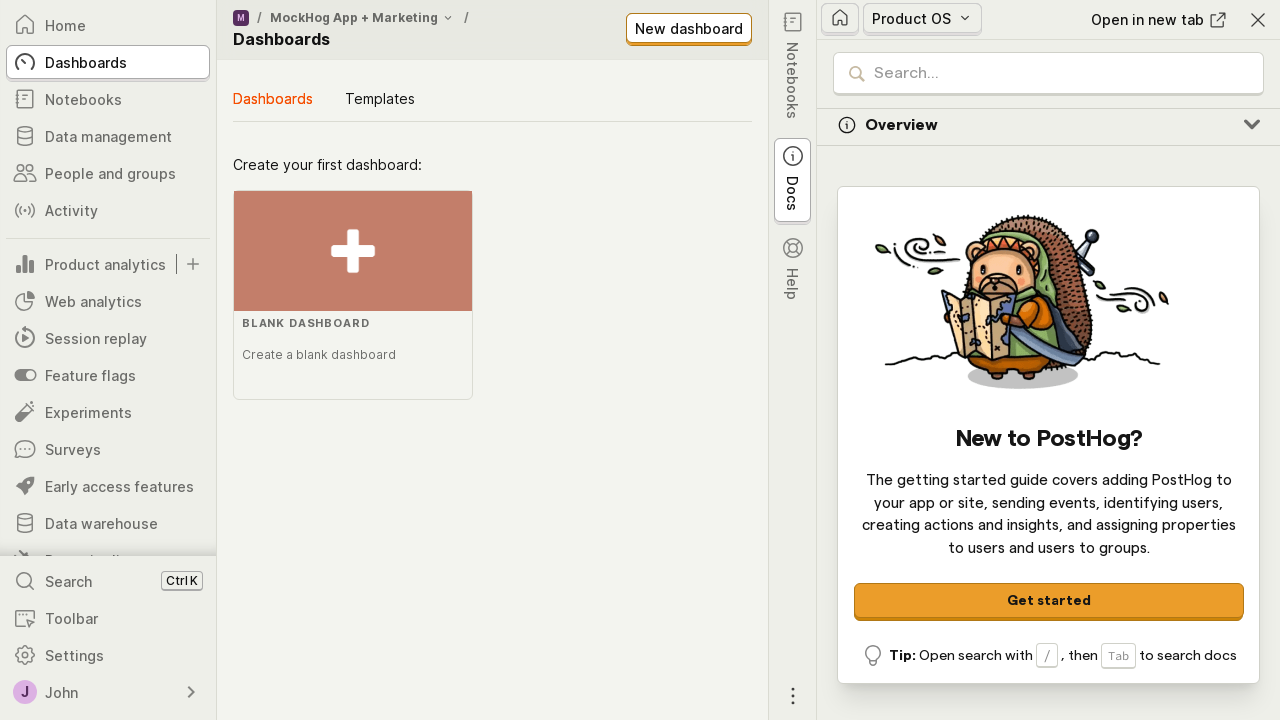 Home
Dashboards
Notebooks
Data management
People and groups
Activity
Product analytics
Web analytics
Session replay
Feature flags
Experiments
Surveys
Early access features
Data warehouse
Search Ctrl K
Toolbar
Settings
J John
M / MockHog App + Marketing /
Dashboards
New dashboard
Dashboards Templates
Create your first dashboard:
BLANK DASHBOARD
Create a blank dashboard
Notebooks
Docs
Help
Product OS
Open in new tab
Search...
Overview
New to PostHog?
The getting started guide covers adding PostHog to
your app or site, sending events, identifying users,
creating actions and insights, and assigning properties
to users and users to groups.
Get started
Tip: Open search with / , then Tab to search docs